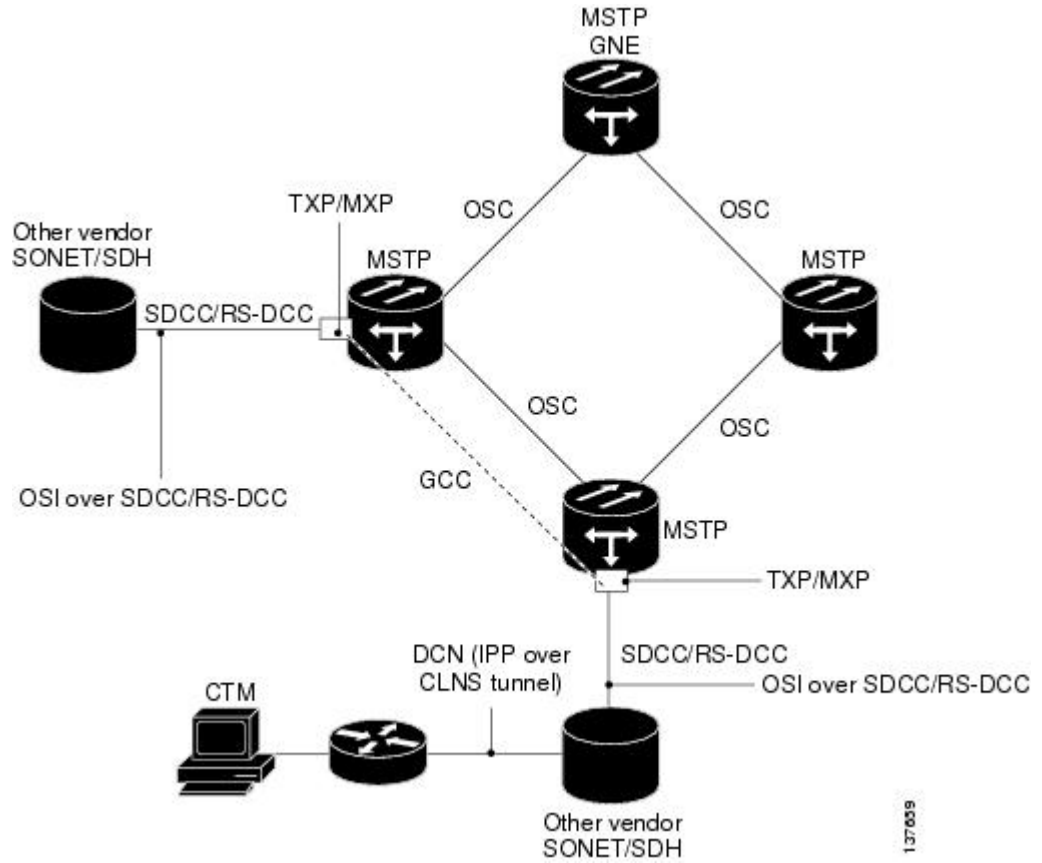 MSTP
GNE
TXP/MXP
OSC
OSC
Other vendor
SONET/SDH
MSTP
MSTP
SDCC/RS-DCC
OSC
OSC
GCC
OSI over SDCC/RS-DCC
MSTP
TXP/MXP
DCN (IPP over
CLNS tunnel)
SDCC/RS-DCC
OSI over SDCC/RS-DCC
CTM
Other vendor
SONET/SDH
137659